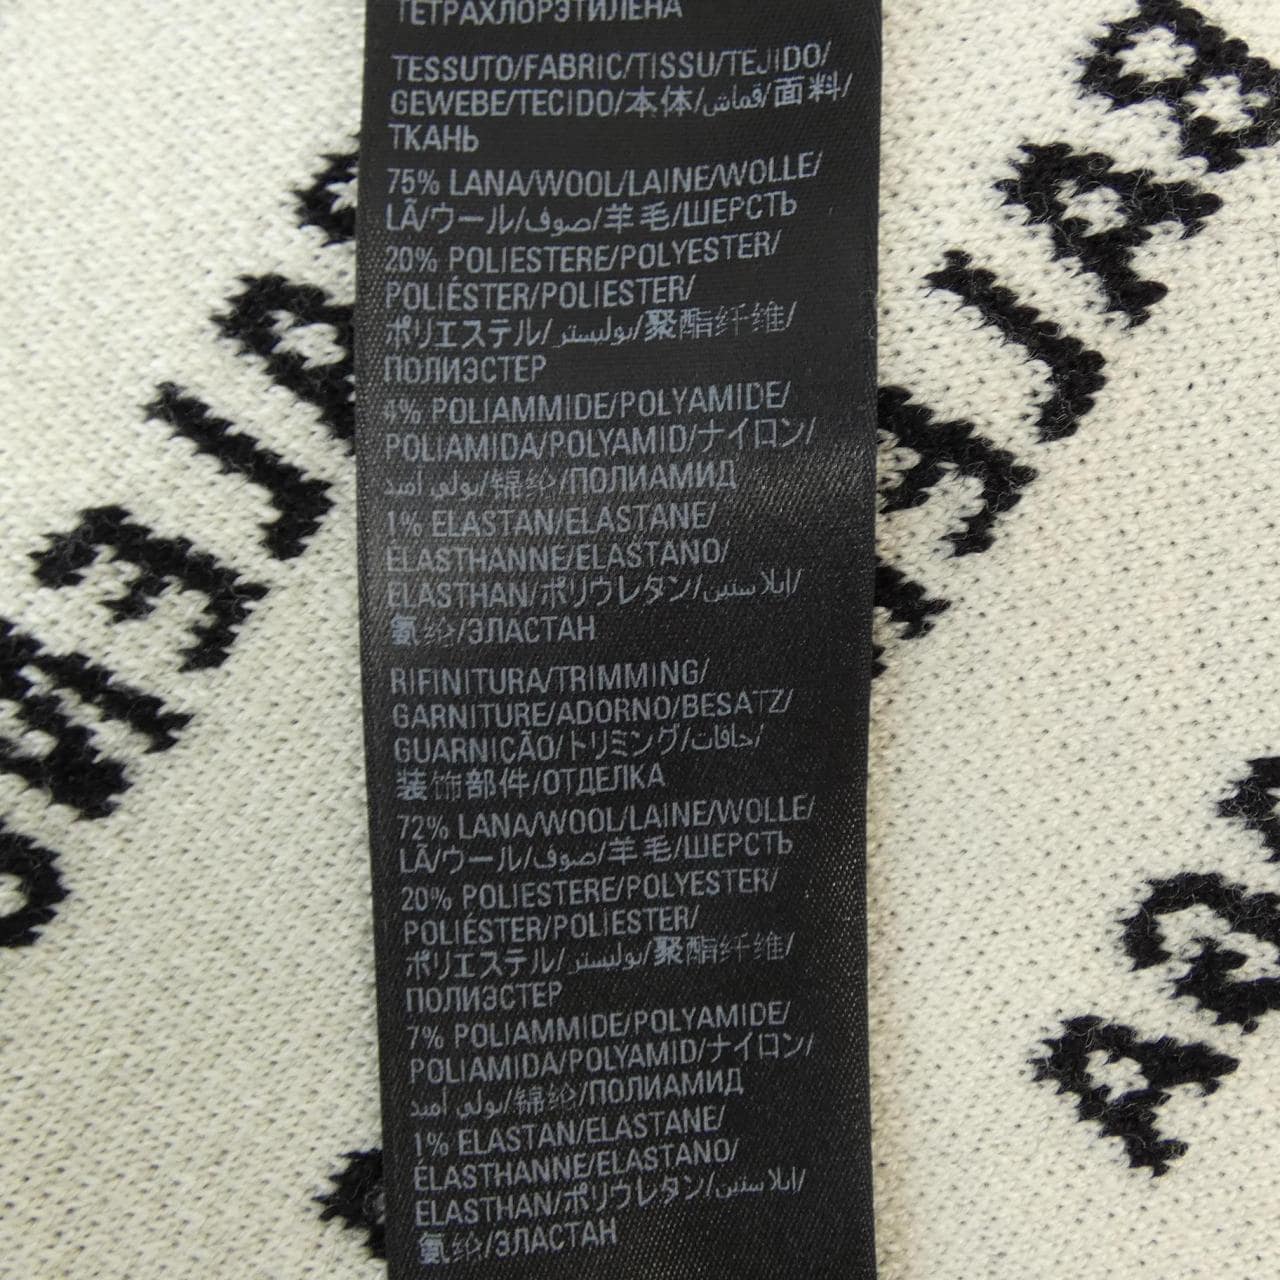 ТЕТРАХЛОРЭТИЛЕНА
TESSUTO/FABRIC/TISSU/TEJIDO/
GEWEBE/TECIDO/本体/قماش/面料/
ТКАНЬ
75% LANA/WOOL/LAINE/WOLLE/
LÃ/ウール/صوف/羊毛/ШЕРСТЬ
20% POLIESTERE/POLYESTER/
POLIÉSTER/POLIESTER/
ポリエステル/بوليستر/聚酯纤维/
ПОЛИЭСТЕР
4% POLIAMMIDE/POLYAMIDE/
POLIAMIDA/POLYAMID/ナイロン/
بولي اميد/锦纶/ПОЛИАМИД
1% ELASTAN/ELASTANE/
ELASTHANNE/ELASTANO/
ELASTHAN/ポリウレタン/إيلاستين/
氨纶/ЭЛАСТАН
RIFINITURA/TRIMMING/
GARNITURE/ADORNO/BESATZ/
GUARNICÃO/トリミング/حافات/
装饰部件/ОТДЕЛКА
72% LANA/WOOL/LAINE/WOLLE/
LÃ/ウール/صوف/羊毛/ШЕРСТЬ
20% POLIESTERE/POLYESTER/
POLIÉSTER/POLIESTER/
ポリエステル/بوليستر/聚酯纤维/
ПОЛИЭСТЕР
7% POLIAMMIDE/POLYAMIDE/
POLIAMIDA/POLYAMID/ナイロン/
بولي اميد/锦纶/ПОЛИАМИД
1% ELASTAN/ELASTANE/
ELASTHANNE/ELASTANO/
ELASTHAN/ポリウレタン/إيلاستين/
氨纶/ЭЛАСТАН